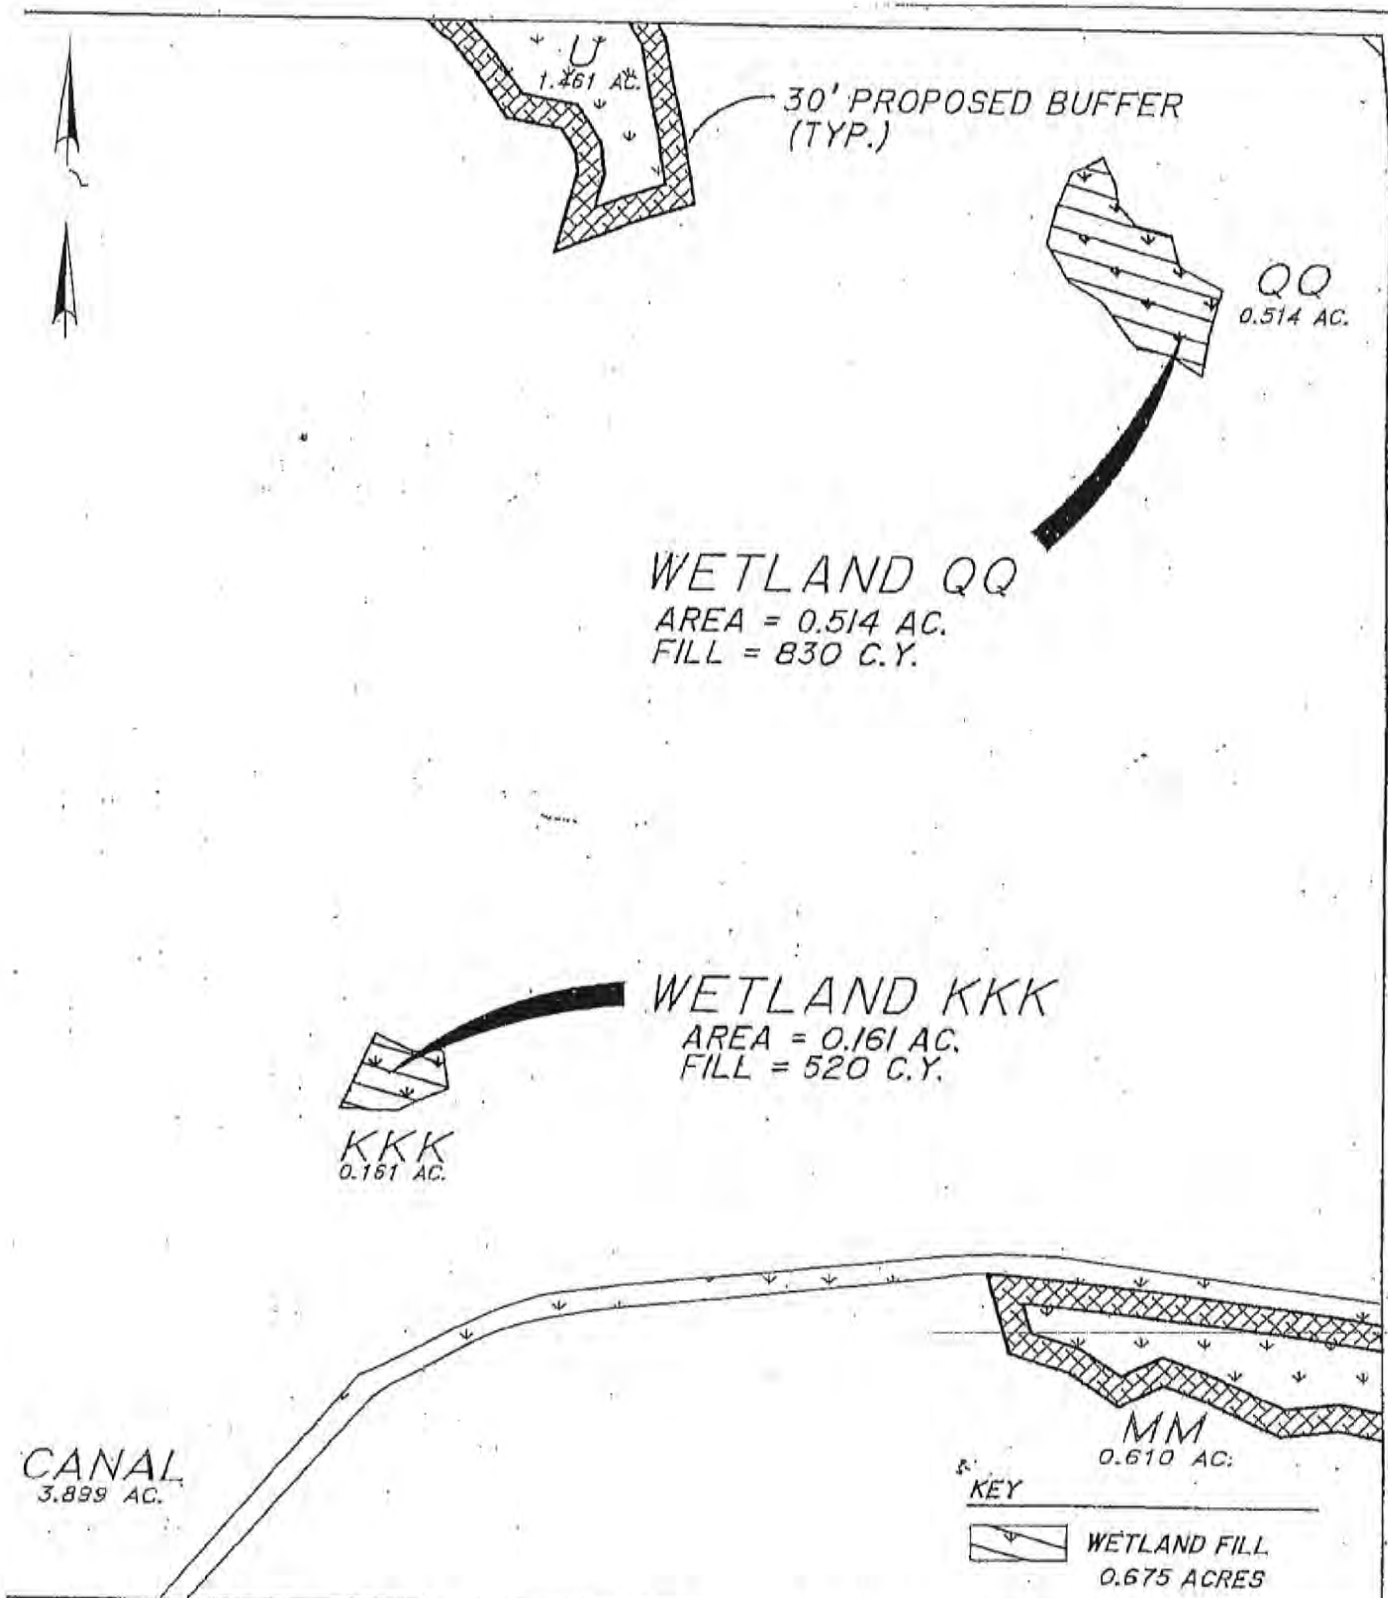 U
1.461 AC.
30' PROPOSED BUFFER
(TYP.)
QQ
0.514 AC.
WETLAND QQ
AREA = 0.514 AC.
FILL = 830 C.Y.
WETLAND KKK
AREA = 0.161 AC.
FILL = 520 C.Y.
KKK
0.161 AC.
MM
0.610 AC.
CANAL
3.899 AC.
KEY
WETLAND FILL
0.675 ACRES